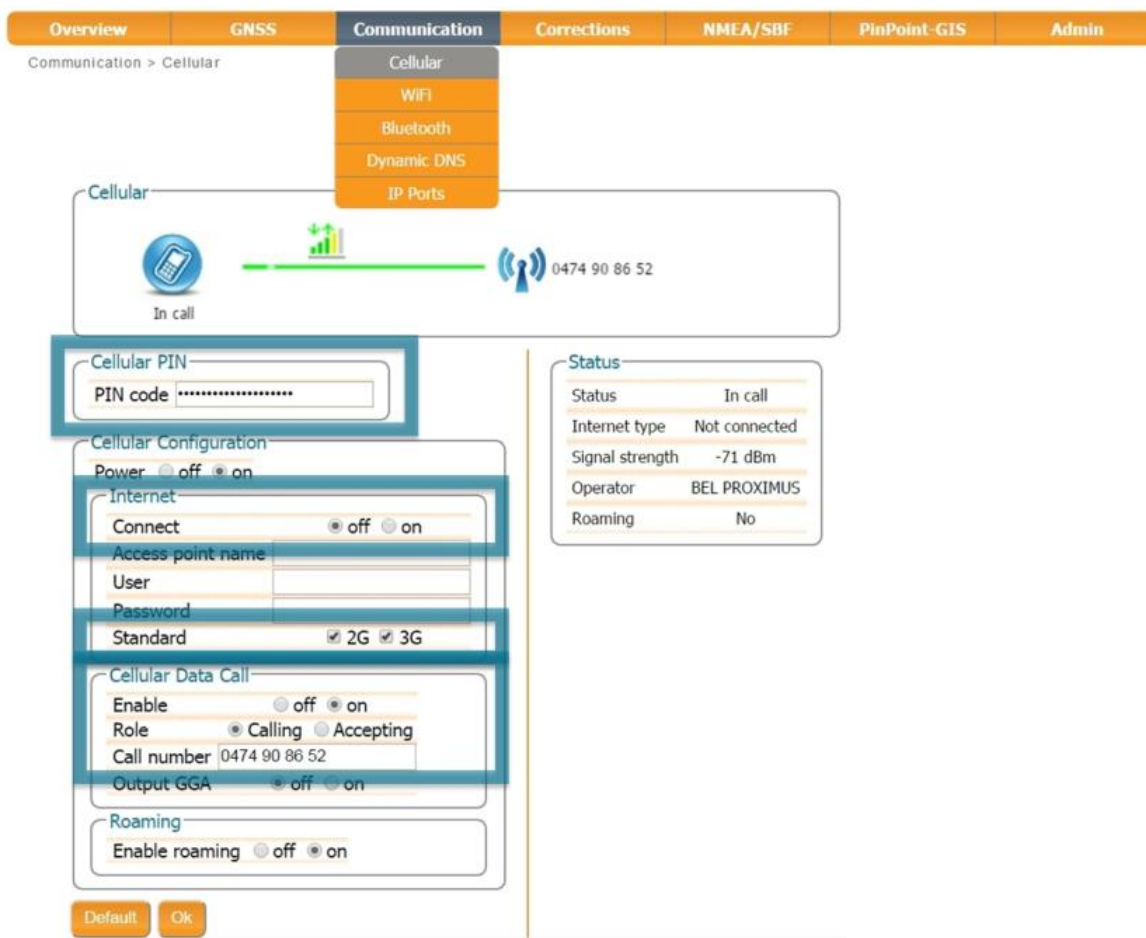 Overview GNSS Communication Corrections NMEA/SBF PinPoint-GIS Admin
Communication > Cellular
Cellular
WiFi
Bluetooth
Dynamic DNS
IP Ports
Cellular
0474 90 86 52
In call
Cellular PIN
PIN code ••••••••••••••••••••
Cellular Configuration
Power off on
Internet
Connect off on
Access point name
User
Password
Standard 2G 3G
Cellular Data Call
Enable off on
Role Calling Accepting
Call number 0474 90 86 52
Output GGA off on
Roaming
Enable roaming off on
Default Ok
Status
Status In call
Internet type Not connected
Signal strength -71 dBm
Operator BEL PROXIMUS
Roaming No